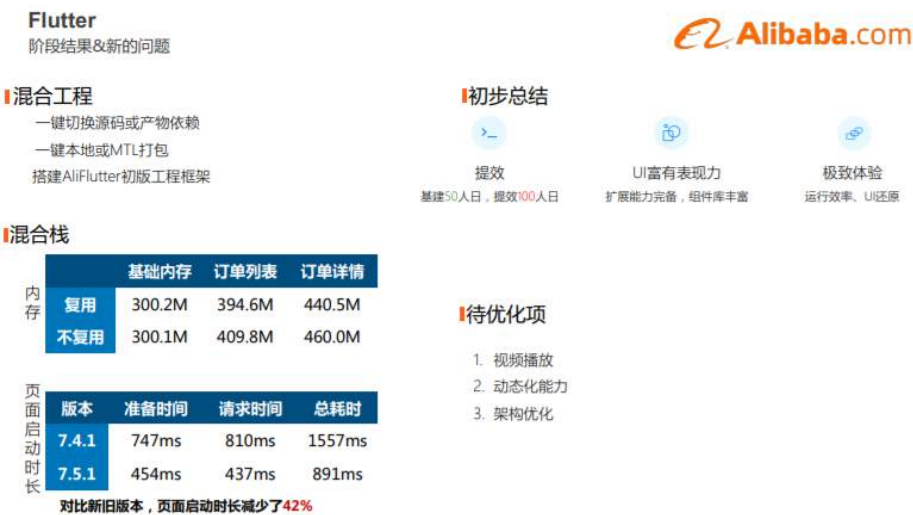 Flutter
阶段结果&新的问题
Alibaba.com
混合工程
一键切换源码或产物依赖
一键本地或MTL打包
搭建AliFlutter初版工程框架
初步总结
提效
基建50人日，提效100人日
UI富有表现力
扩展能力完备，组件库丰富
极致体验
运行效率、UI还原
混合栈
内存
基础内存 订单列表 订单详情
复用 300.2M 394.6M 440.5M
不复用 300.1M 409.8M 460.0M
页面启动时长
版本 准备时间 请求时间 总耗时
7.4.1 747ms 810ms 1557ms
7.5.1 454ms 437ms 891ms
对比新旧版本，页面启动时长减少了42%
待优化项
1. 视频播放
2. 动态化能力
3. 架构优化